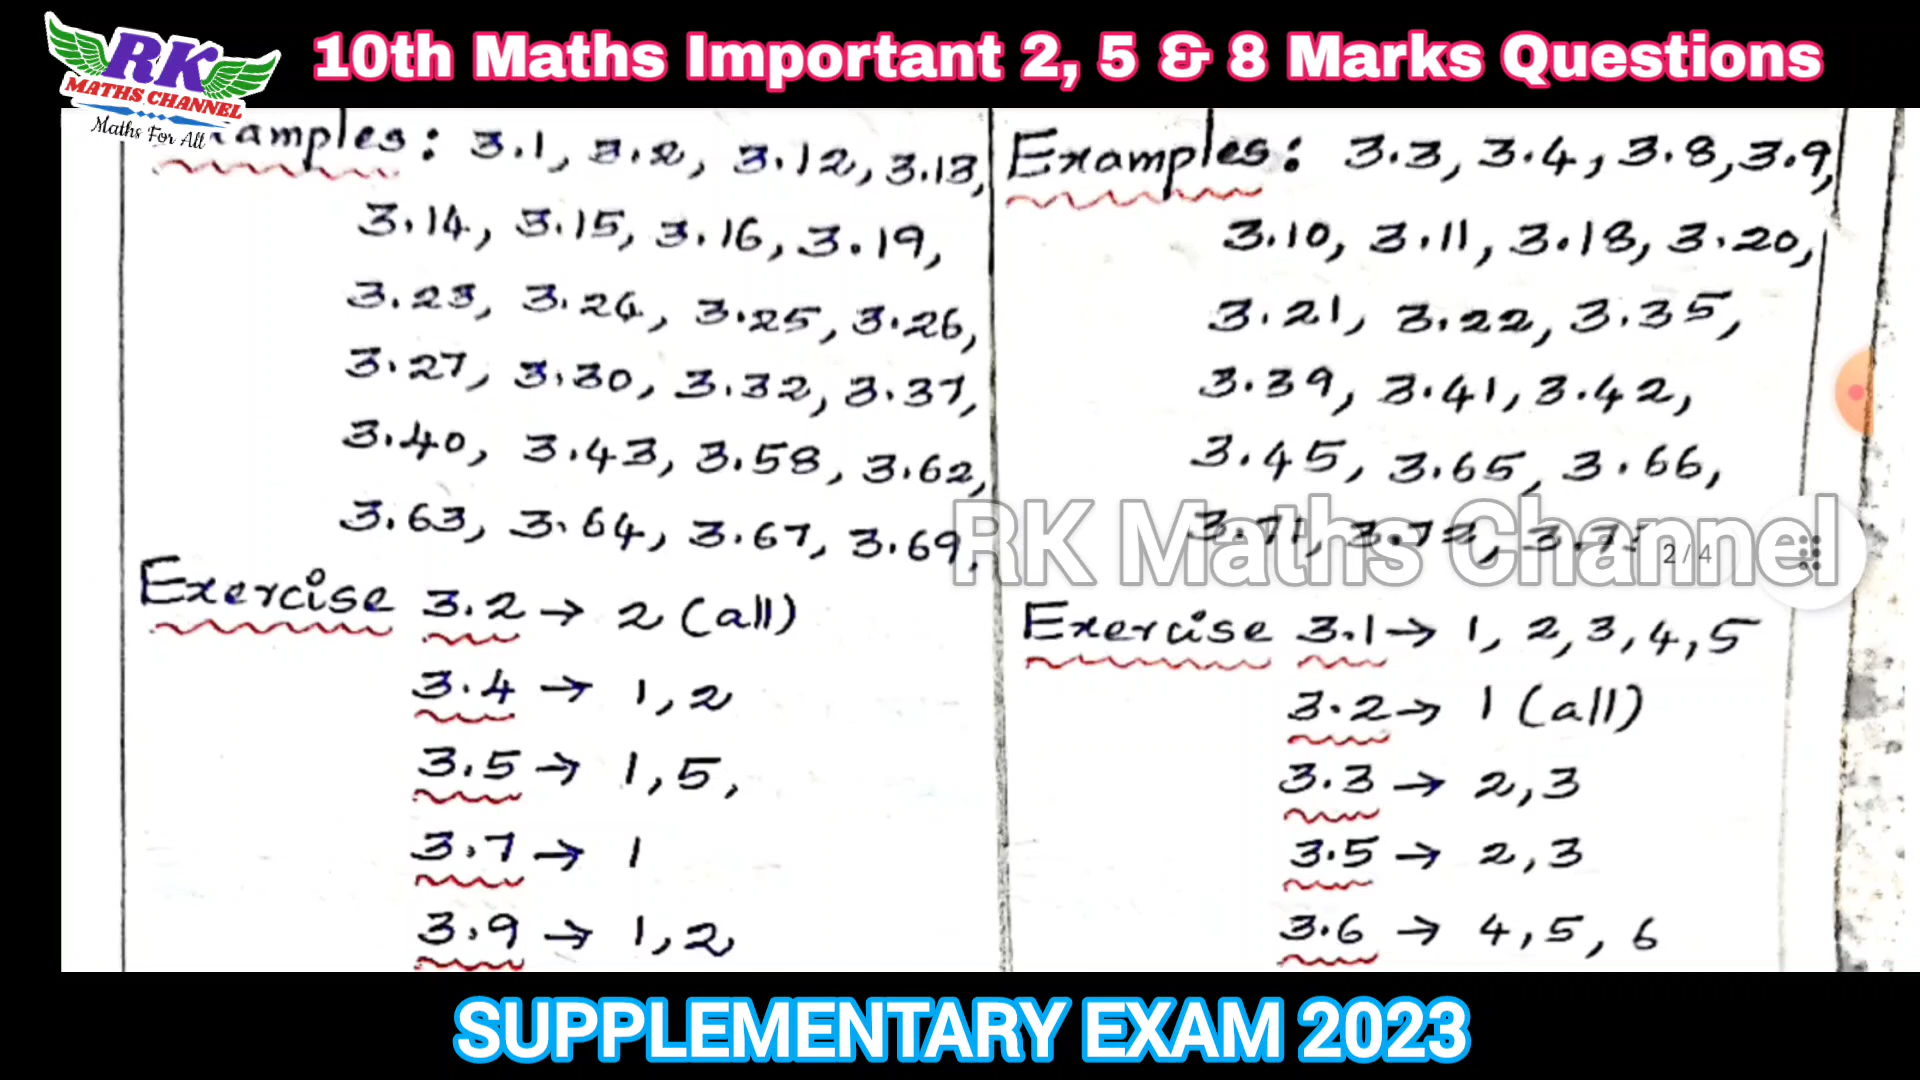 RK
MATHS CHANNEL
Maths For All
10th Maths Important 2, 5 & 8 Marks Questions
amples: 3.1, 3.2, 3.12, 3.13,
3.14, 3.15, 3.16, 3.19,
3.23, 3.24, 3.25, 3.26,
3.27, 3.30, 3.32, 3.37,
3.40, 3.43, 3.58, 3.62,
3.63, 3.64, 3.67, 3.69,
Exercise 3.2 → 2 (all)
3.4 → 1, 2
3.5 → 1, 5,
3.7 → 1
3.9 → 1, 2
Examples: 3.3, 3.4, 3.8, 3.9,
3.10, 3.11, 3.18, 3.20,
3.21, 3.22, 3.35,
3.39, 3.41, 3.42,
3.45, 3.65, 3.66,
RK Maths Channel
2/4
Exercise 3.1 → 1, 2, 3, 4, 5
3.2 → 1 (all)
3.3 → 2, 3
3.5 → 2, 3
3.6 → 4, 5, 6
SUPPLEMENTARY EXAM 2023